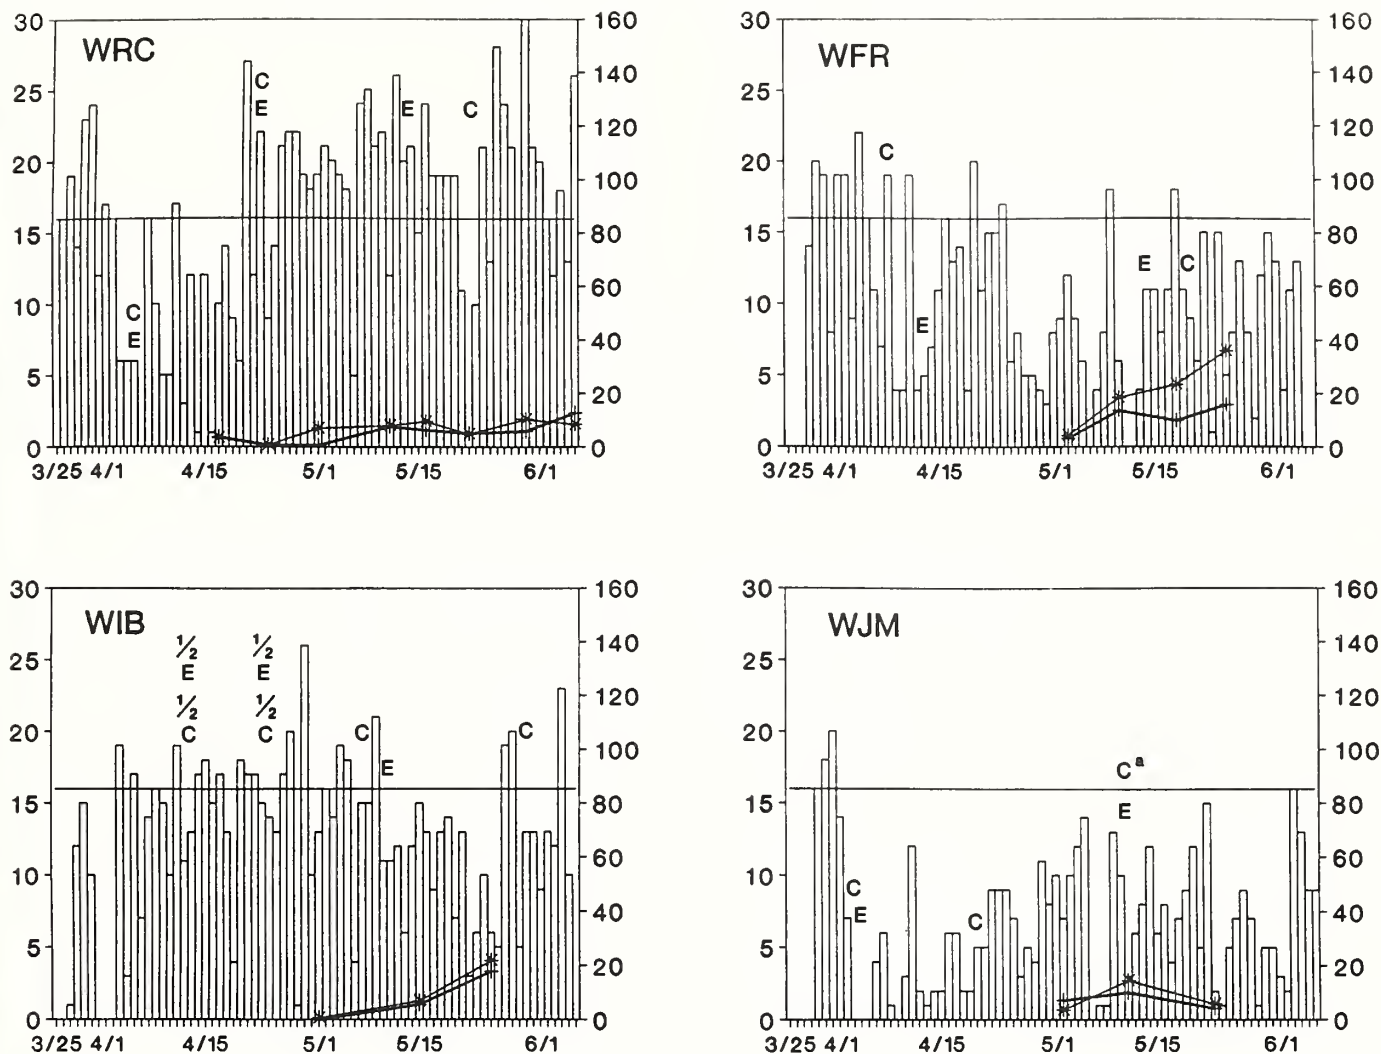 30 160 30 160
WRC WFR
25 140 25 140
C
E E C
120 120
20 C 20
100 100
15 80 15 80
E C
10 C 60 10 60
E E
40 40
5 5
20 20
0 0 0 0
3/25 4/1 4/15 5/1 5/15 6/1 3/25 4/1 4/15 5/1 5/15 6/1
30 160 30 160
WIB WJM
1/2 1/2 140 140
25 E E 25
120 120
1/2 1/2
20 C C C C 100 20 100
E C a
15 80 15 E 80
10 60 10 60
C
E C
40 40
5 5
20 20
0 0 0 0
3/25 4/1 4/15 5/1 5/15 6/1 3/25 4/1 4/15 5/1 5/15 6/1